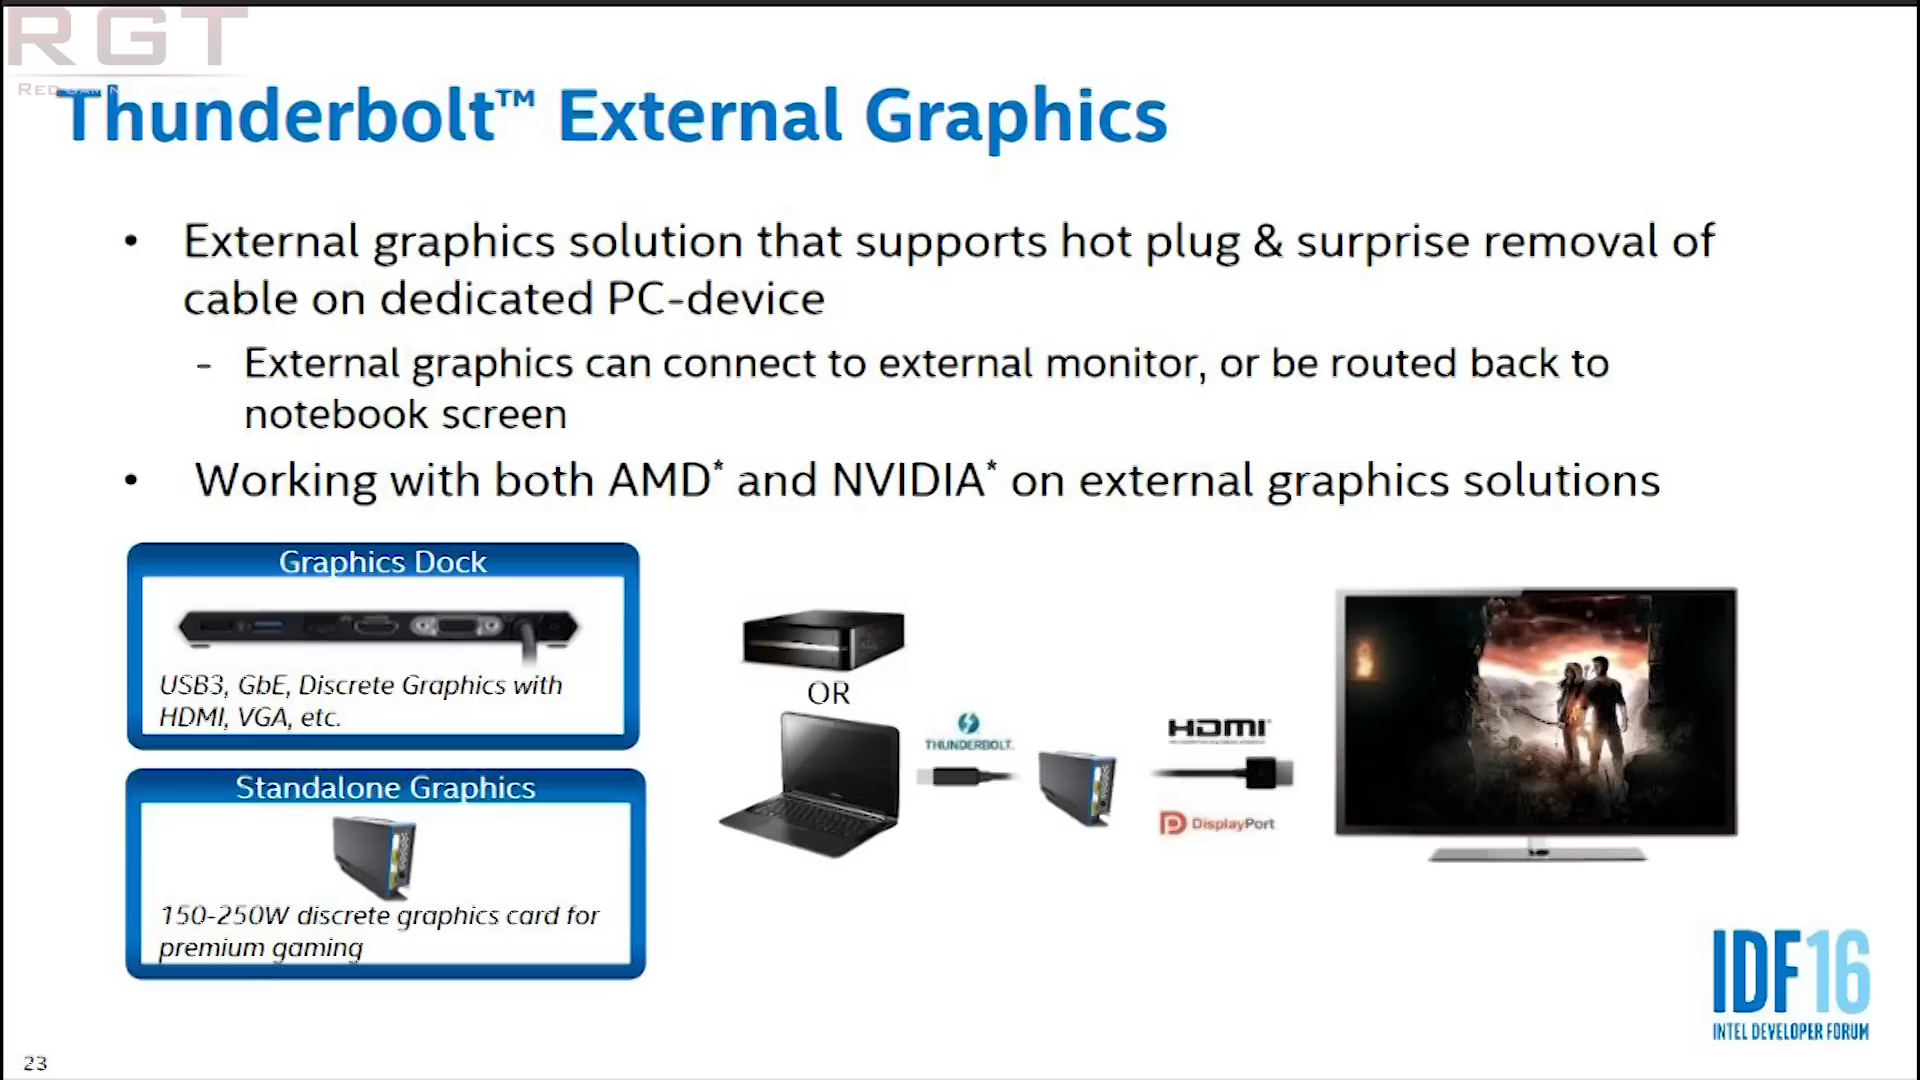 RGT
Thunderbolt™ External Graphics
• External graphics solution that supports hot plug & surprise removal of
cable on dedicated PC-device
- External graphics can connect to external monitor, or be routed back to
notebook screen
• Working with both AMD* and NVIDIA* on external graphics solutions
Graphics Dock
USB3, GbE, Discrete Graphics with
HDMI, VGA, etc.
Standalone Graphics
150-250W discrete graphics card for
premium gaming
OR
THUNDERBOLT.
HDMI
DisplayPort
IDF16
INTEL DEVELOPER FORUM
23